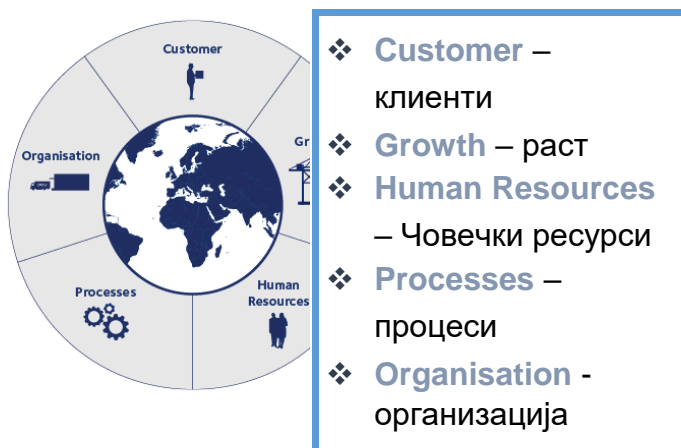 Customer
Organisation
Gr
Processes
Human
Resources
❖ Customer –
клиенти
❖ Growth – раст
❖ Human Resources
– Човечки ресурси
❖ Processes –
процеси
❖ Organisation -
организација